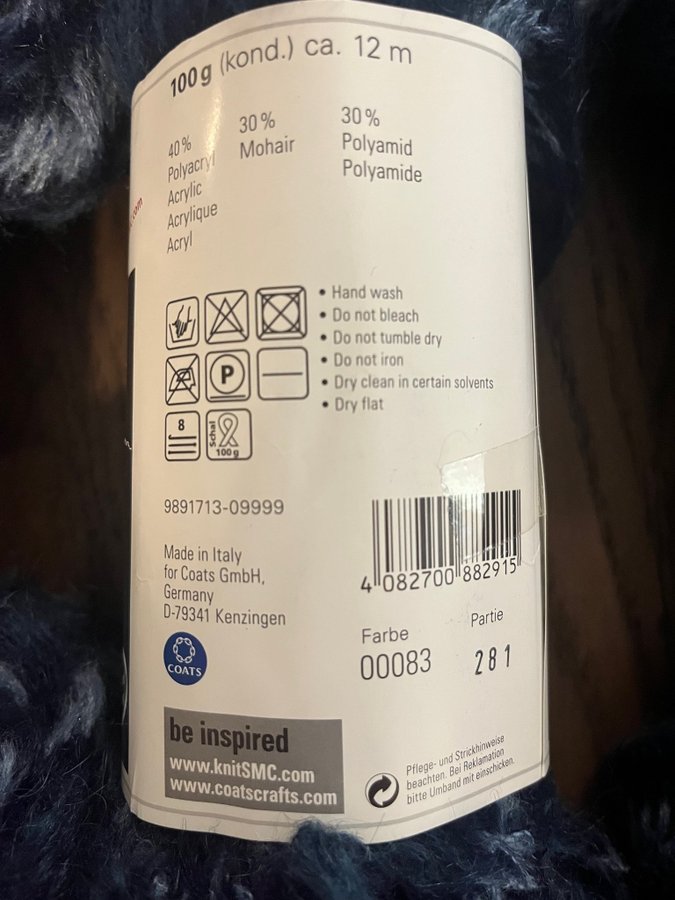 100g (kond.) ca. 12 m
40%
Polyacryl
Acrylic
Acrylique
Acryl
30%
Mohair
30%
Polyamid
Polyamide
• Hand wash
• Do not bleach
• Do not tumble dry
• Do not iron
• Dry clean in certain solvents
• Dry flat
P
8
Schal
100 g
9891713-09999
Made in Italy
for Coats GmbH,
Germany
D-79341 Kenzingen
COATS
4 082700 882915
Farbe
00083
Partie
281
be inspired
www.knitSMC.com
www.coatscrafts.com
Pflege- und Strickhinweise
beachten. Bei Reklamation
bitte Umband mit einschicken.